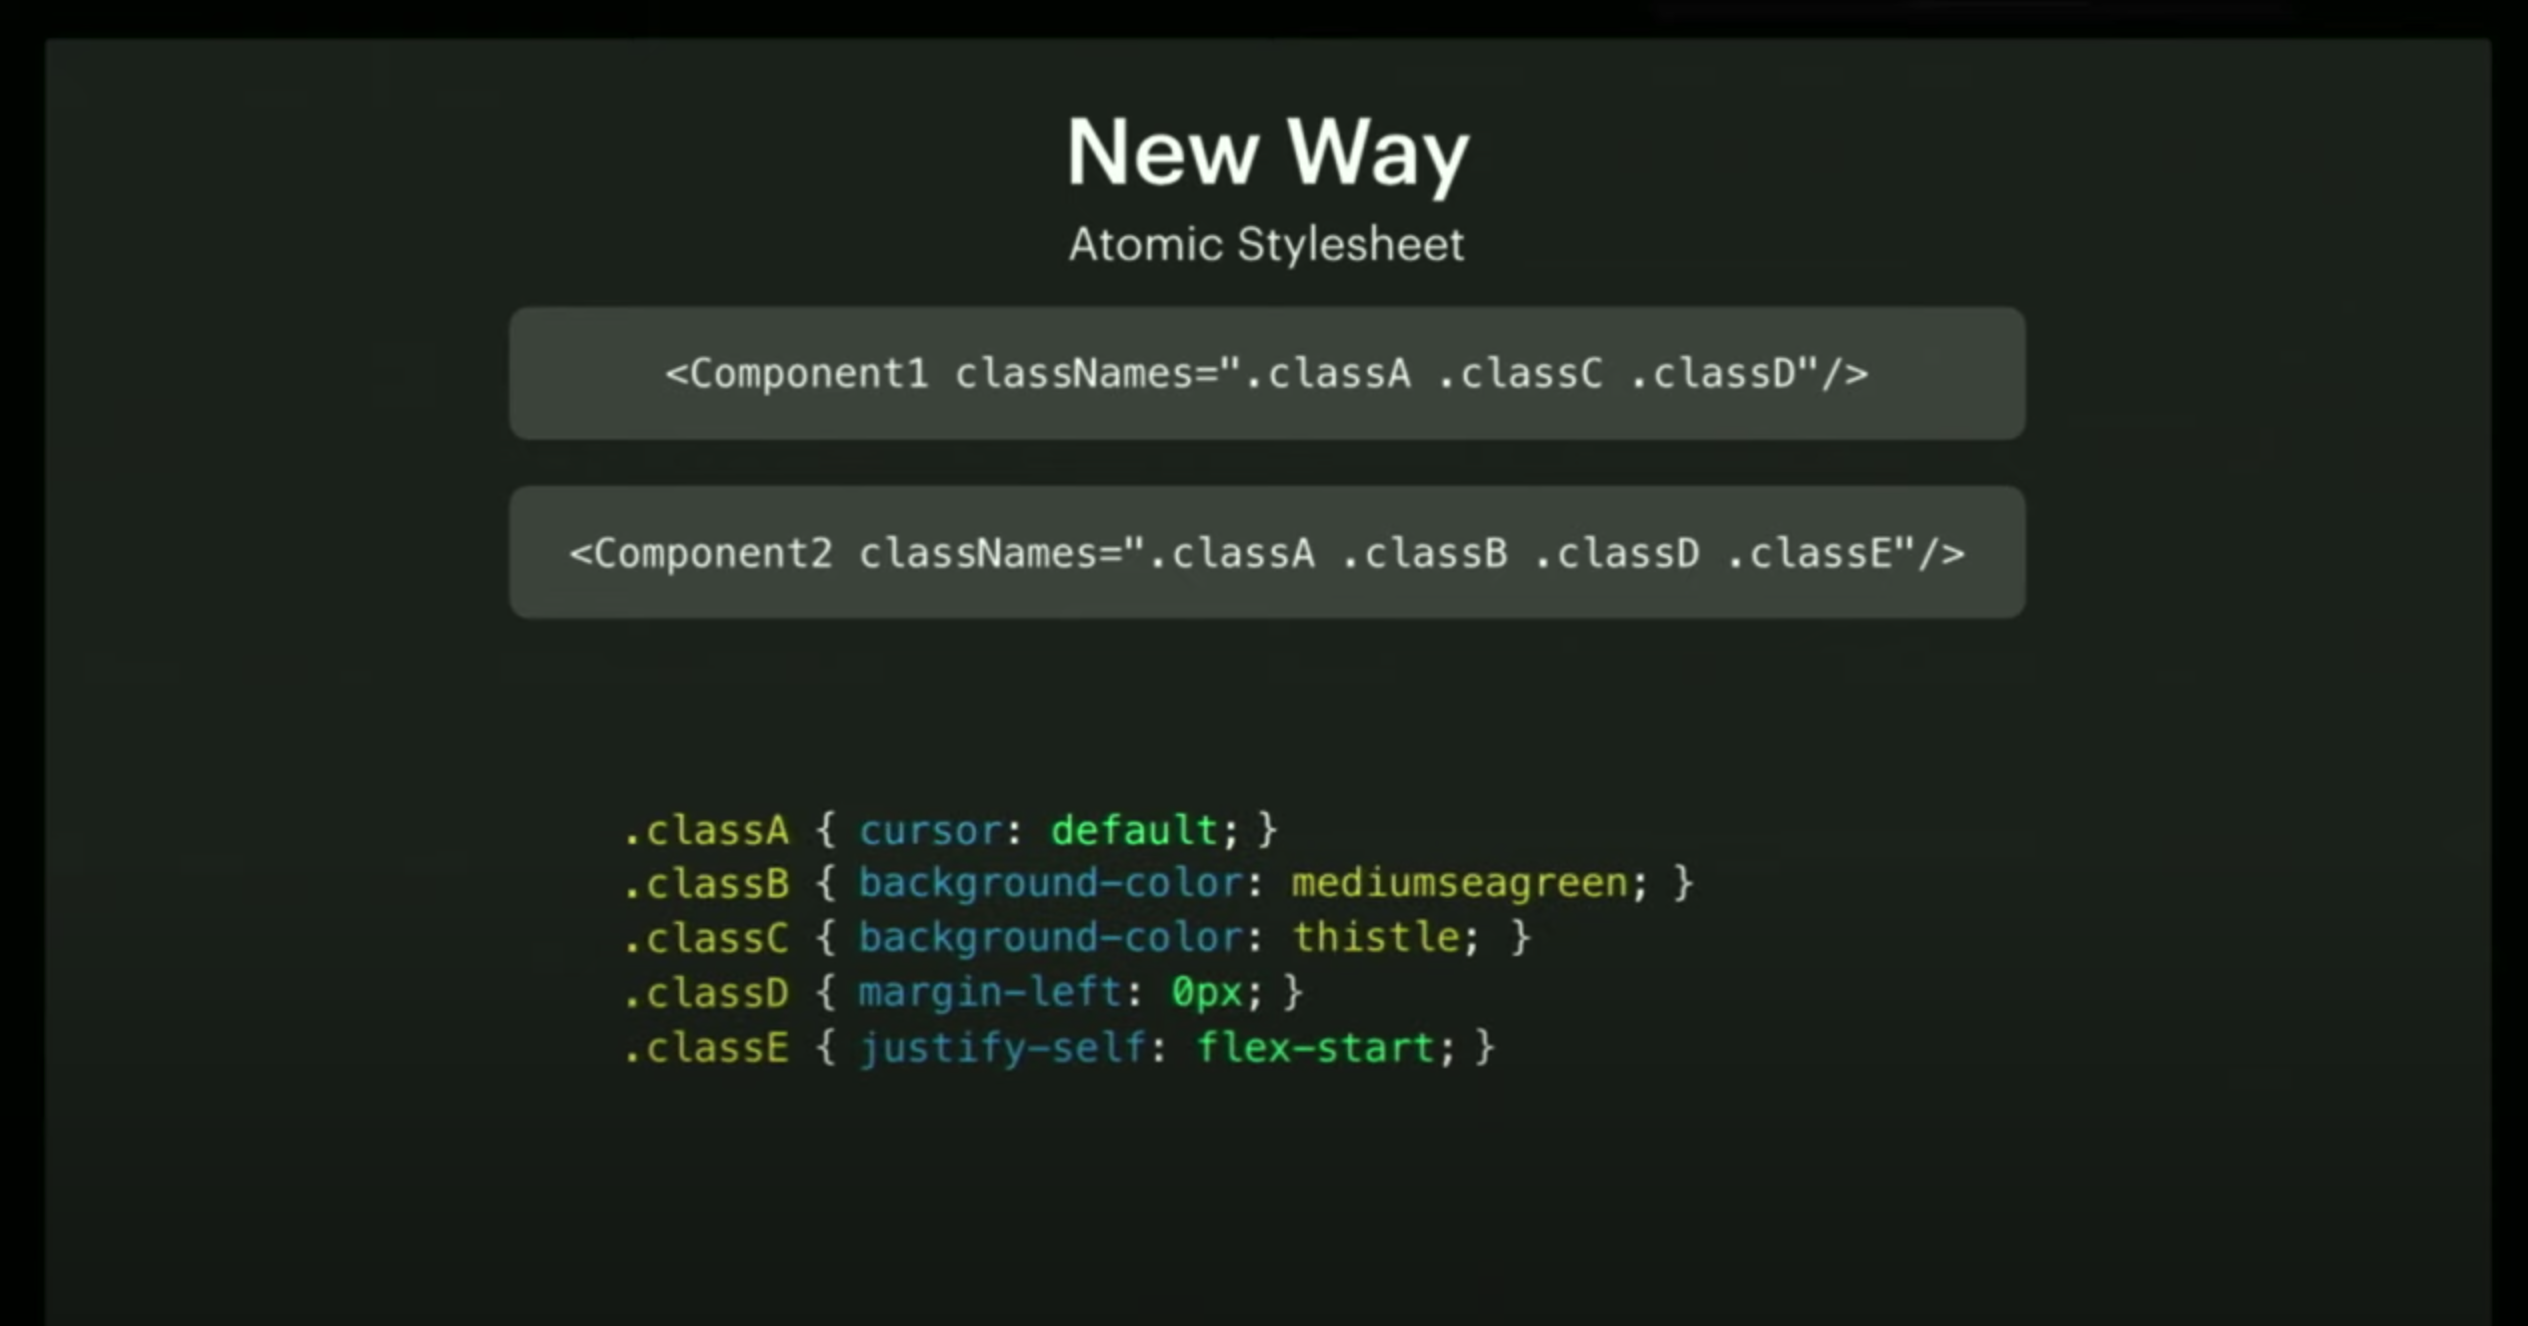 New Way
Atomic Stylesheet
<Component1 classNames=".classA .classC .classD"/>
<Component2 classNames=".classA .classB .classD .classE"/>
.classA { cursor: default; }
.classB { background-color: mediumseagreen; }
.classC { background-color: thistle; }
.classD { margin-left: 0px; }
.classE { justify-self: flex-start; }